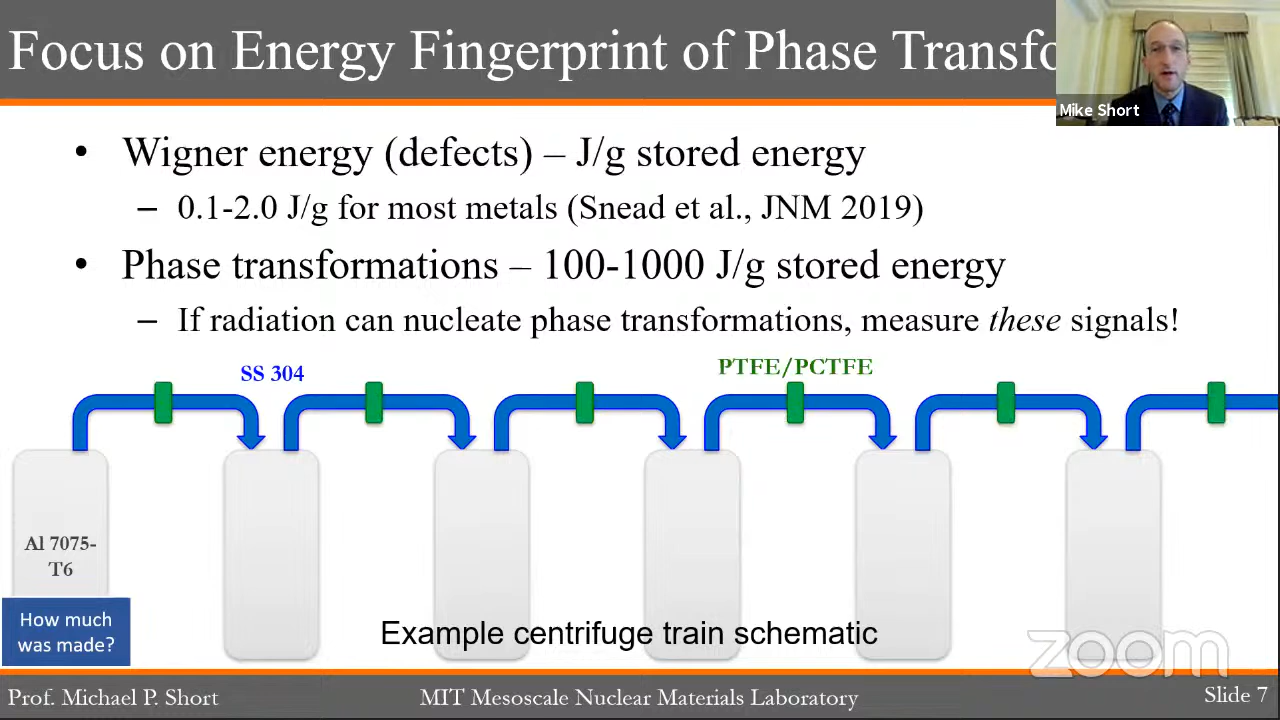 Focus on Energy Fingerprint of Phase Transfo
Mike Short
• Wigner energy (defects) – J/g stored energy
– 0.1-2.0 J/g for most metals (Snead et al., JNM 2019)
• Phase transformations – 100-1000 J/g stored energy
– If radiation can nucleate phase transformations, measure these signals!
SS 304
PTFE/PCTFE
Al 7075-
T6
How much
was made?
Example centrifuge train schematic
zoom
Prof. Michael P. Short
MIT Mesoscale Nuclear Materials Laboratory
Slide 7